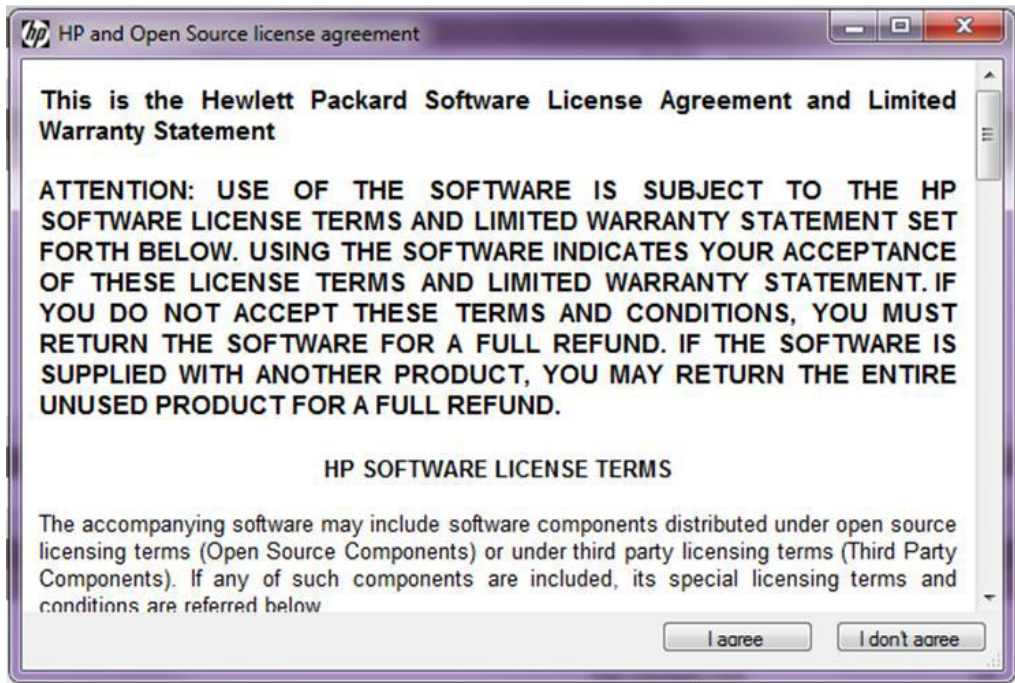 hp HP and Open Source license agreement
This is the Hewlett Packard Software License Agreement and Limited
Warranty Statement
ATTENTION: USE OF THE SOFTWARE IS SUBJECT TO THE HP
SOFTWARE LICENSE TERMS AND LIMITED WARRANTY STATEMENT SET
FORTH BELOW. USING THE SOFTWARE INDICATES YOUR ACCEPTANCE
OF THESE LICENSE TERMS AND LIMITED WARRANTY STATEMENT. IF
YOU DO NOT ACCEPT THESE TERMS AND CONDITIONS, YOU MUST
RETURN THE SOFTWARE FOR A FULL REFUND. IF THE SOFTWARE IS
SUPPLIED WITH ANOTHER PRODUCT, YOU MAY RETURN THE ENTIRE
UNUSED PRODUCT FOR A FULL REFUND.
HP SOFTWARE LICENSE TERMS
The accompanying software may include software components distributed under open source
licensing terms (Open Source Components) or under third party licensing terms (Third Party
Components). If any of such components are included, its special licensing terms and
conditions are referred below
I agree
I don't agree